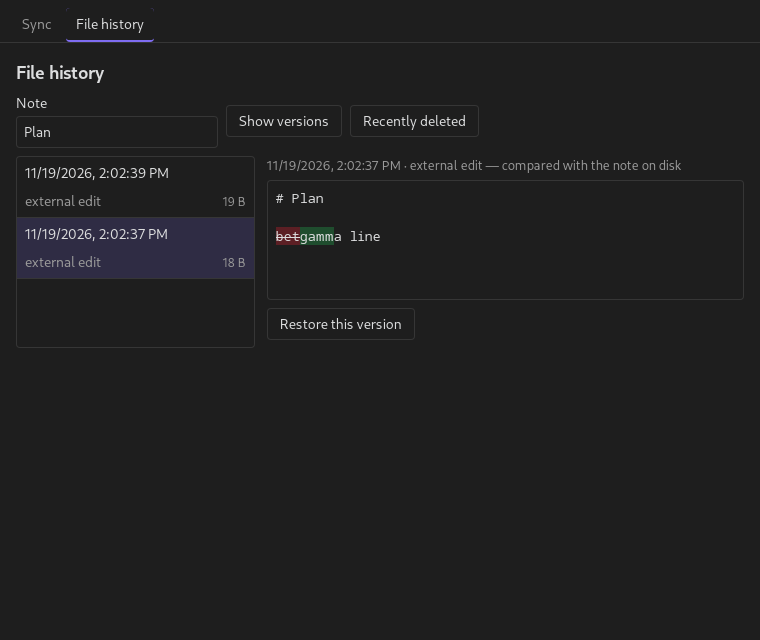 Sync File history
File history
Note
Plan
Show versions
Recently deleted
11/19/2026, 2:02:39 PM
external edit 19 B
11/19/2026, 2:02:37 PM
external edit 18 B
11/19/2026, 2:02:37 PM · external edit — compared with the note on disk
# Plan
betgamma line
Restore this version